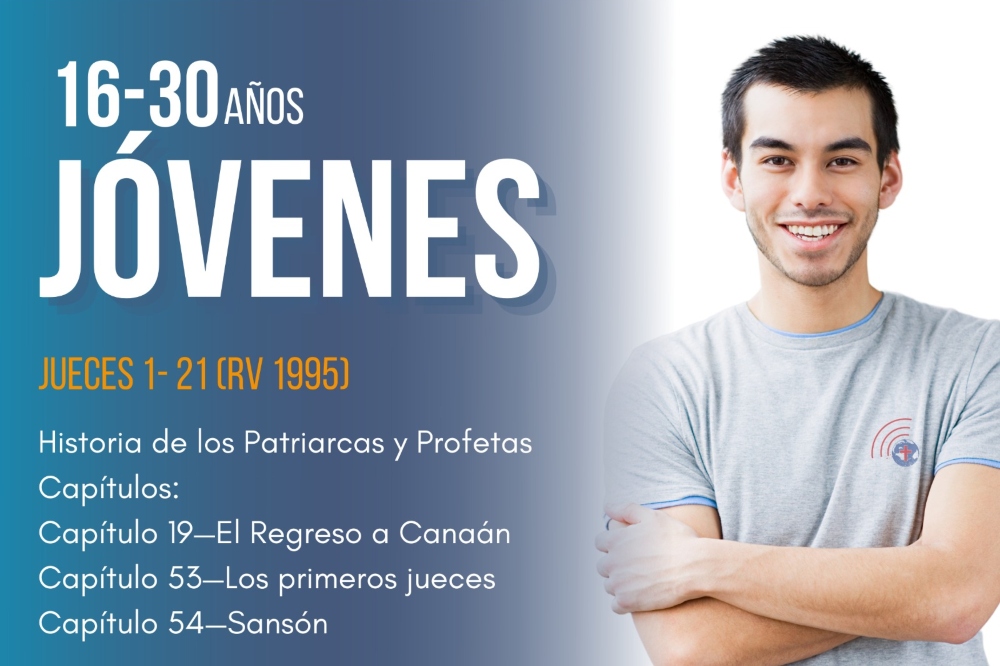 16-30 AÑOS
JÓVENES
JUECES 1- 21 (RV 1995)
Historia de los Patriarcas y Profetas
Capítulos:
Capítulo 19—El Regreso a Canaán
Capítulo 53—Los primeros jueces
Capítulo 54—Sansón